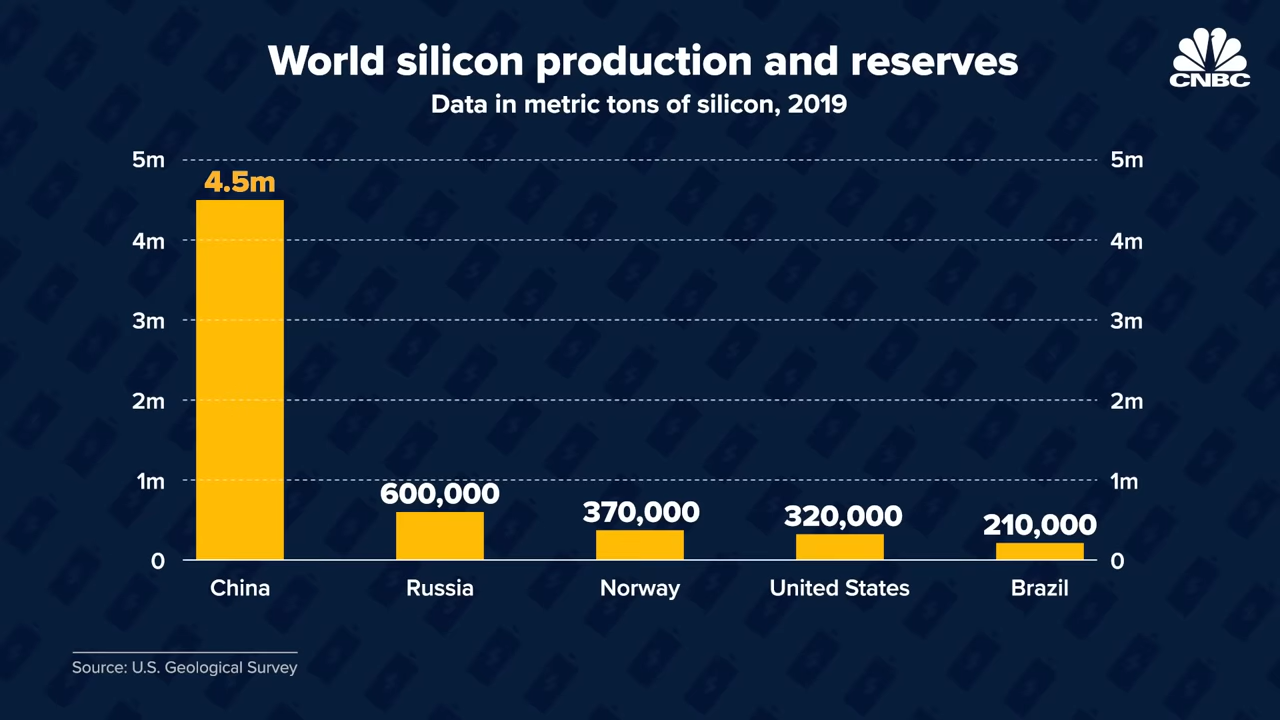 World silicon production and reserves
Data in metric tons of silicon, 2019
CNBC
5m
5m
4.5m
4m
4m
3m
3m
2m
2m
1m
1m
600,000
370,000
320,000
210,000
0
0
China
Russia
Norway
United States
Brazil
Source: U.S. Geological Survey